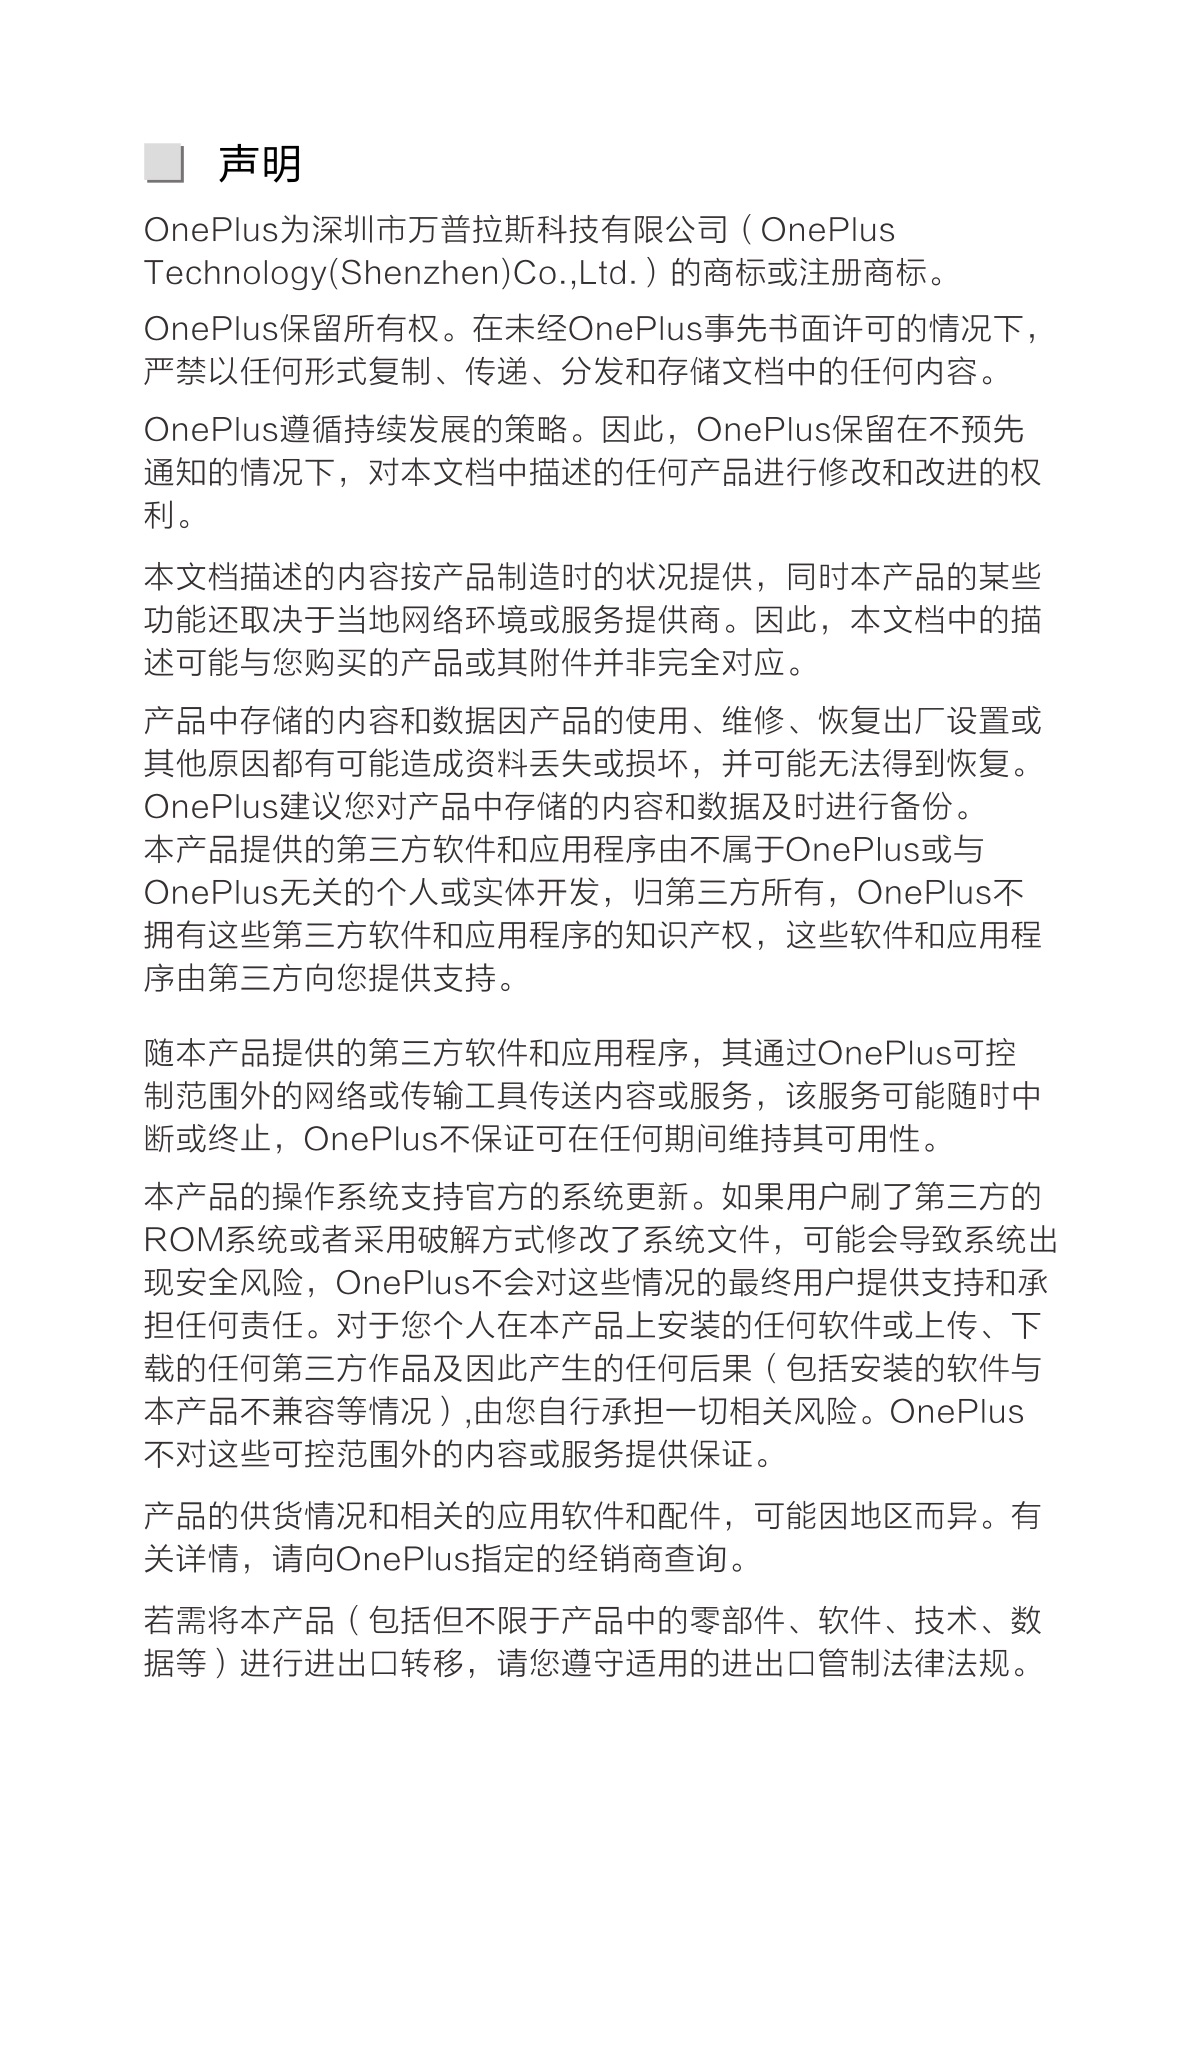 声明
OnePlus为深圳市万普拉斯科技有限公司（OnePlus
Technology(Shenzhen)Co.,Ltd.）的商标或注册商标。
OnePlus保留所有权。在未经OnePlus事先书面许可的情况下，
严禁以任何形式复制、传递、分发和存储文档中的任何内容。
OnePlus遵循持续发展的策略。因此，OnePlus保留在不预先
通知的情况下，对本文档中描述的任何产品进行修改和改进的权
利。
本文档描述的内容按产品制造时的状况提供，同时本产品的某些
功能还取决于当地网络环境或服务提供商。因此，本文档中的描
述可能与您购买的产品或其附件并非完全对应。
产品中存储的内容和数据因产品的使用、维修、恢复出厂设置或
其他原因都有可能造成资料丢失或损坏，并可能无法得到恢复。
OnePlus建议您对产品中存储的内容和数据及时进行备份。
本产品提供的第三方软件和应用程序由不属于OnePlus或与
OnePlus无关的个人或实体开发，归第三方所有，OnePlus不
拥有这些第三方软件和应用程序的知识产权，这些软件和应用程
序由第三方向您提供支持。
随本产品提供的第三方软件和应用程序，其通过OnePlus可控
制范围外的网络或传输工具传送内容或服务，该服务可能随时中
断或终止，OnePlus不保证可在任何期间维持其可用性。
本产品的操作系统支持官方的系统更新。如果用户刷了第三方的
ROM系统或者采用破解方式修改了系统文件，可能会导致系统出
现安全风险，OnePlus不会对这些情况的最终用户提供支持和承
担任何责任。对于您个人在本产品上安装的任何软件或上传、下
载的任何第三方作品及因此产生的任何后果（包括安装的软件与
本产品不兼容等情况）,由您自行承担一切相关风险。OnePlus
不对这些可控范围外的内容或服务提供保证。
产品的供货情况和相关的应用软件和配件，可能因地区而异。有
关详情，请向OnePlus指定的经销商查询。
若需将本产品（包括但不限于产品中的零部件、软件、技术、数
据等）进行进出口转移，请您遵守适用的进出口管制法律法规。